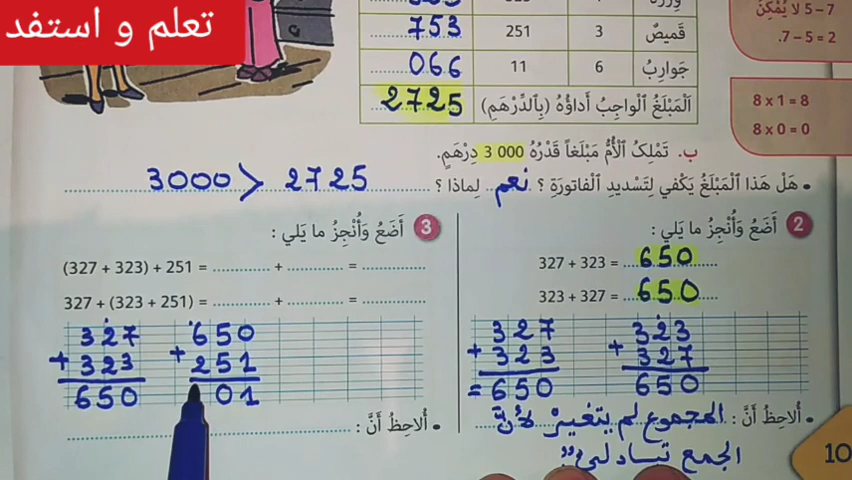 تعلم و استفد
5-7 لا يُمْكِنُ
7-5=2.
قَميصٌ 3 251 753
جَوارِبُ 6 11 066
اَلْمَبْلَغُ اَلْواجِبُ أَداؤُهُ (بِالدِّرْهَمِ) 2725
8 x 1 = 8
8 x 0 = 0
ب. تَمْلِكُ اَلْأُمُّ مَبْلَغاً قَدْرُهُ 000 3 دِرْهَمٍ.
• هَلْ هَذا اَلْمَبْلَغُ يَكْفي لِتَسْديدِ اَلْفاتورَةِ ؟ نعم لِماذا ؟ 3000 > 2725
2 أَضَعُ وَأُنْجِزُ ما يَلي :
327 + 323 = 650
323 + 327 = 650
327 323
+ 323 + 327
= 650 650
• أُلاحِظُ أَنَّ : المجموع لم يتغير لأن
الجمع تبادلي
3 أَضَعُ وَأُنْجِزُ ما يَلي :
(327 + 323) + 251 = ............ + ............ = ............
327 + (323 + 251) = ............ + ............ = ............
327 650
+ 323 + 251
650 01
• أُلاحِظُ أَنَّ :
10